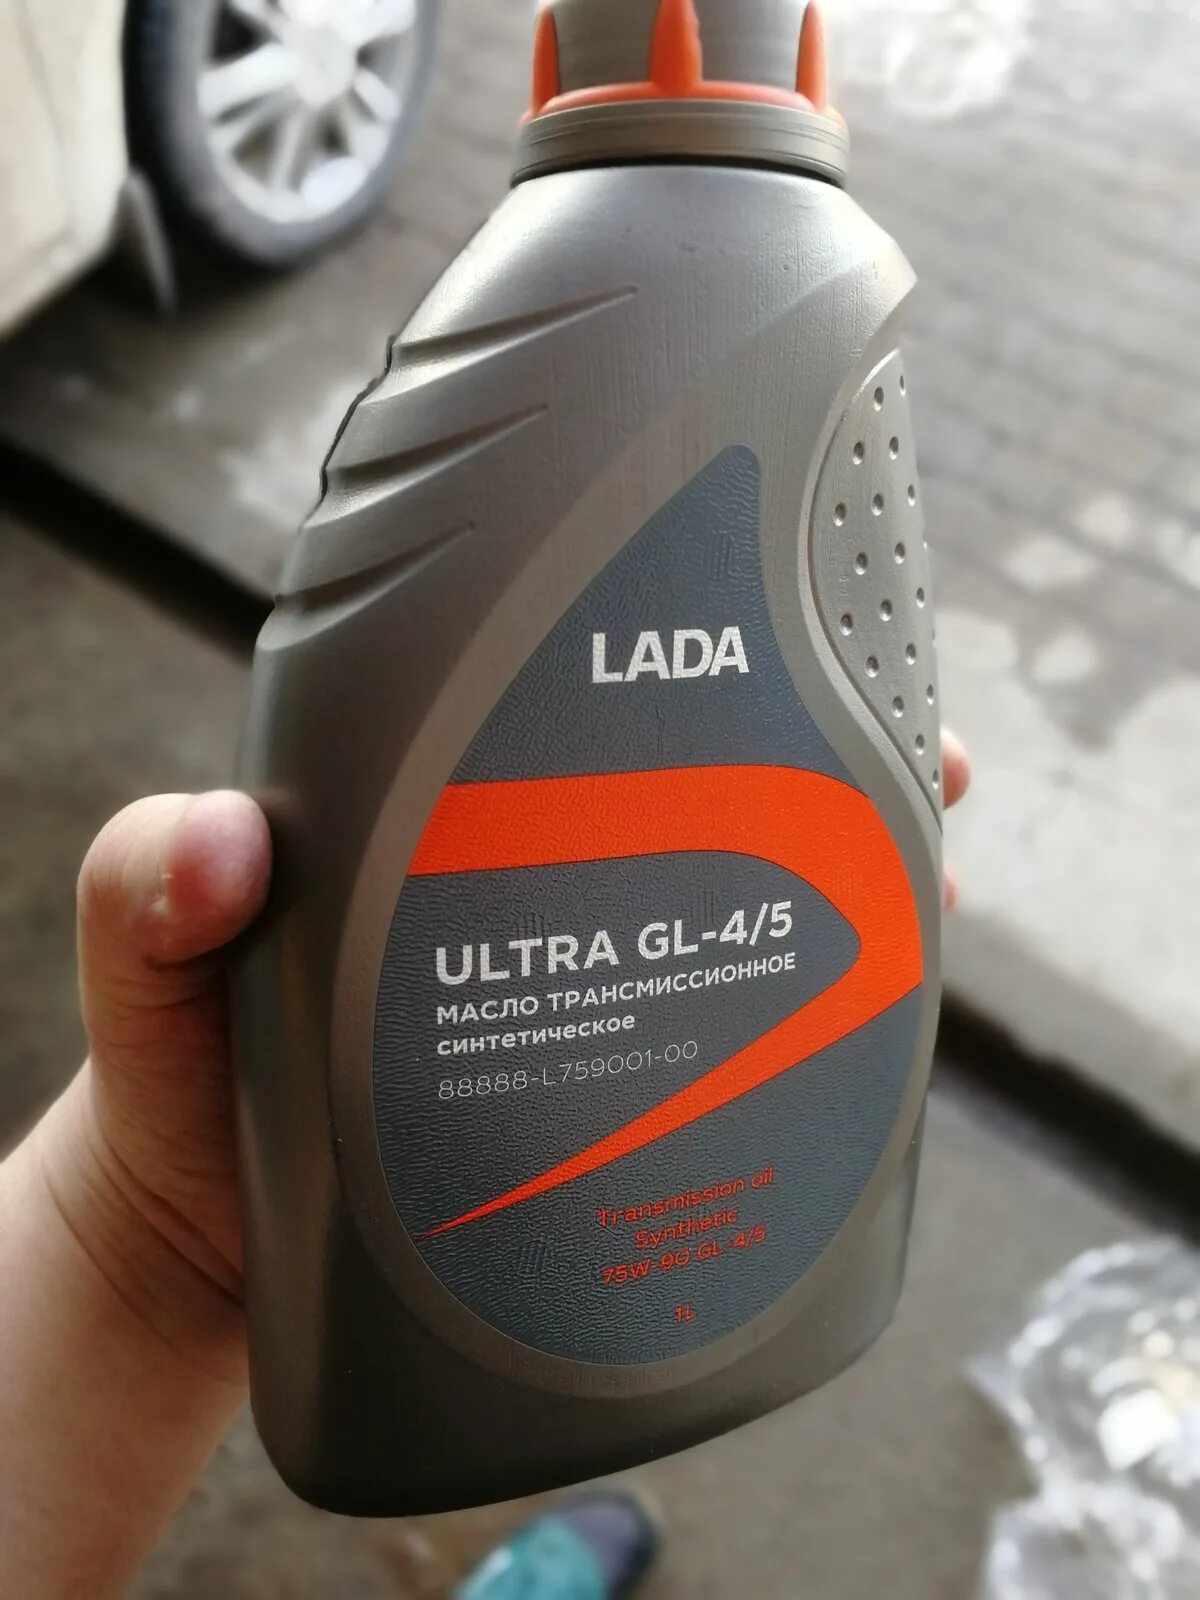 LADA
ULTRA GL-4/5
МАСЛО ТРАНСМИССИОННОЕ
синтетическое
88888-L759001-00
Transmission oil
Synthetic
75W-90 GL-4/5
1L